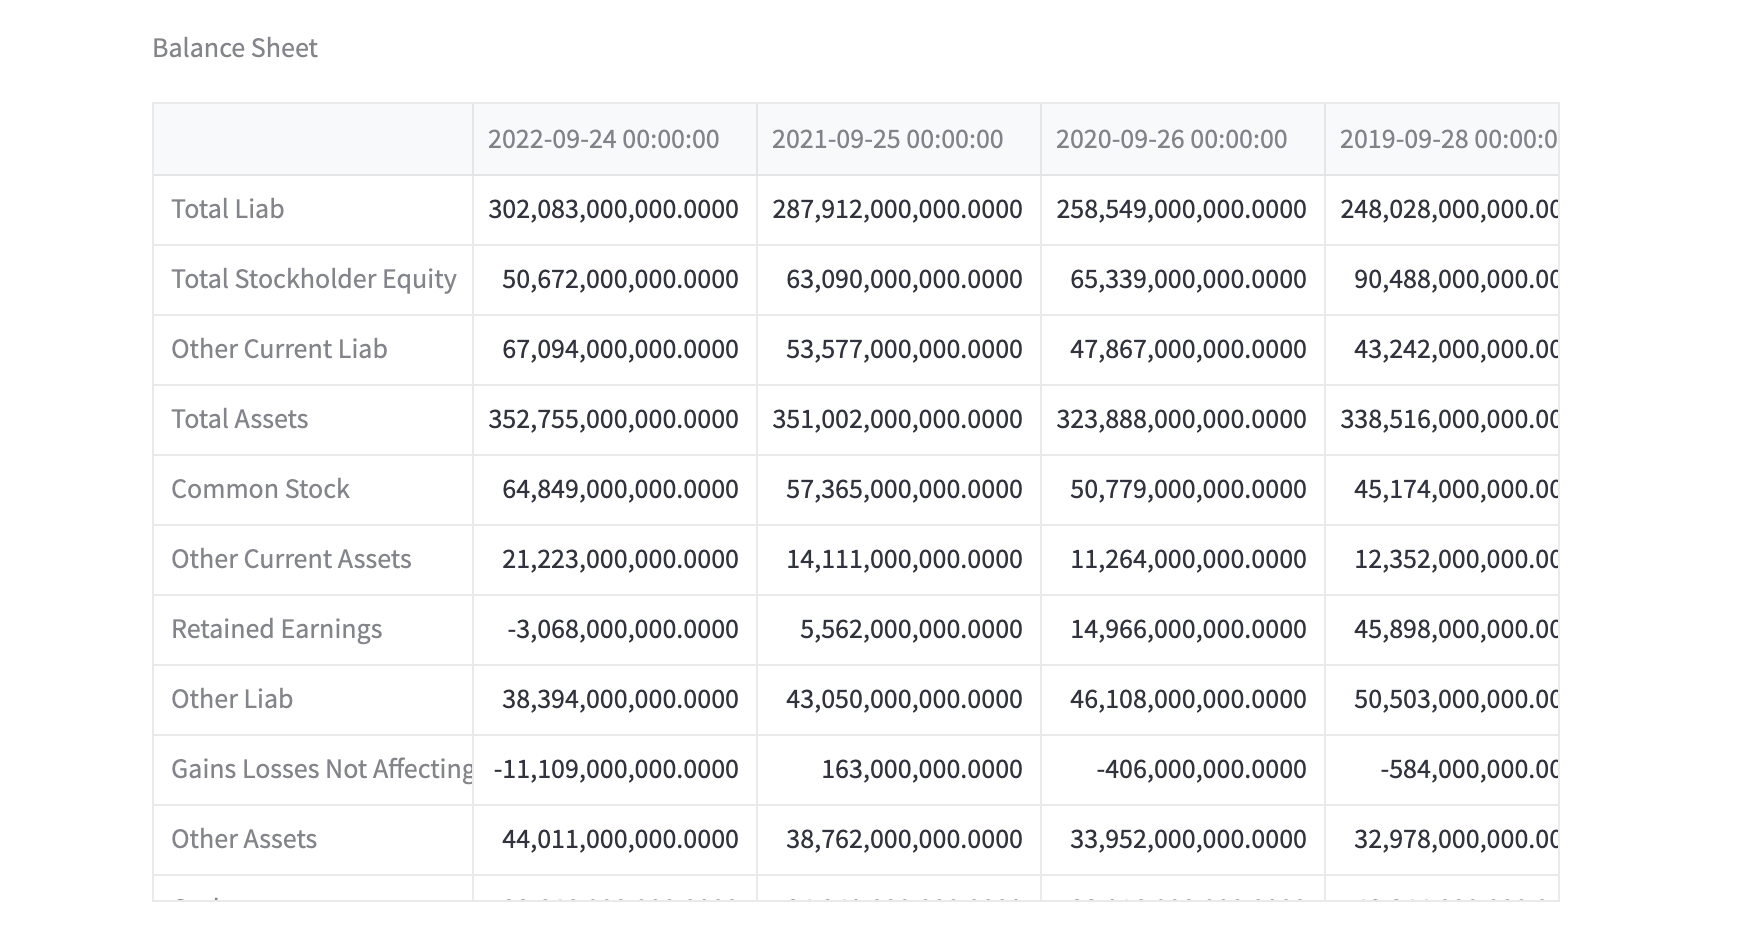 Balance Sheet
2022-09-24 00:00:00 2021-09-25 00:00:00 2020-09-26 00:00:00 2019-09-28 00:00:0
Total Liab 302,083,000,000.0000 287,912,000,000.0000 258,549,000,000.0000 248,028,000,000.00
Total Stockholder Equity 50,672,000,000.0000 63,090,000,000.0000 65,339,000,000.0000 90,488,000,000.00
Other Current Liab 67,094,000,000.0000 53,577,000,000.0000 47,867,000,000.0000 43,242,000,000.00
Total Assets 352,755,000,000.0000 351,002,000,000.0000 323,888,000,000.0000 338,516,000,000.00
Common Stock 64,849,000,000.0000 57,365,000,000.0000 50,779,000,000.0000 45,174,000,000.00
Other Current Assets 21,223,000,000.0000 14,111,000,000.0000 11,264,000,000.0000 12,352,000,000.00
Retained Earnings -3,068,000,000.0000 5,562,000,000.0000 14,966,000,000.0000 45,898,000,000.00
Other Liab 38,394,000,000.0000 43,050,000,000.0000 46,108,000,000.0000 50,503,000,000.00
Gains Losses Not Affecting -11,109,000,000.0000 163,000,000.0000 -406,000,000.0000 -584,000,000.00
Other Assets 44,011,000,000.0000 38,762,000,000.0000 33,952,000,000.0000 32,978,000,000.00